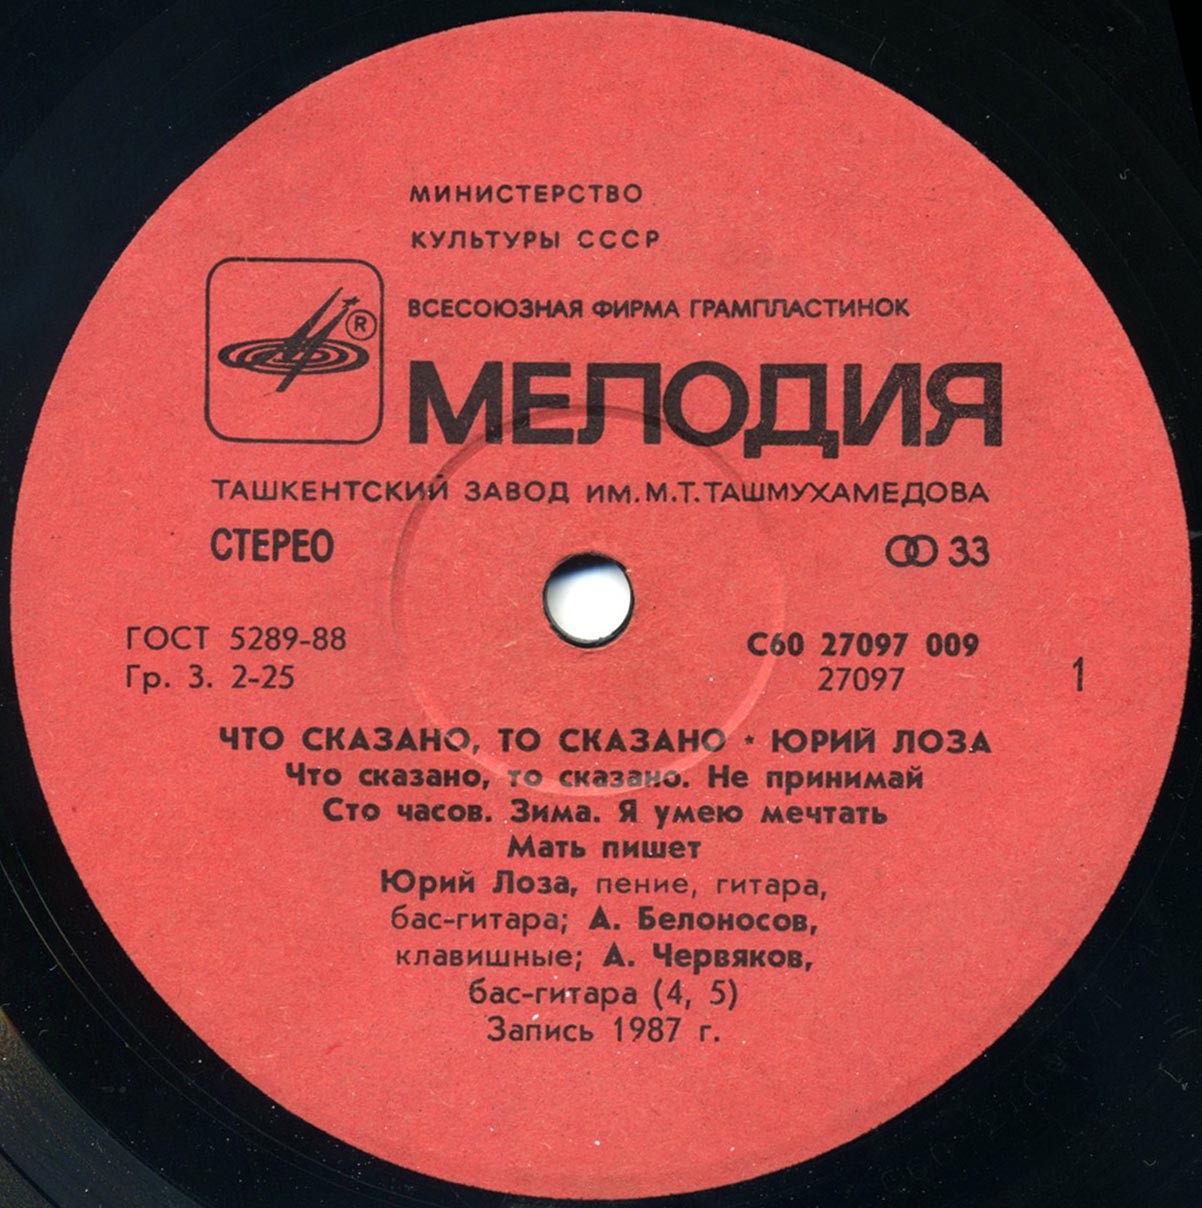 МИНИСТЕРСТВО
КУЛЬТУРЫ СССР
ВСЕСОЮЗНАЯ ФИРМА ГРАМПЛАСТИНОК
®
МЕЛОДИЯ
ТАШКЕНТСКИЙ ЗАВОД ИМ. М.Т. ТАШМУХАМЕДОВА
СТЕРЕО 33
ГОСТ 5289-88 С60 27097 009
Гр. 3. 2-25 27097 1
ЧТО СКАЗАНО, ТО СКАЗАНО * ЮРИЙ ЛОЗА
Что сказано, то сказано. Не принимай
Сто часов. Зима. Я умею мечтать
Мать пишет
Юрий Лоза, пение, гитара,
бас-гитара; А. Белоносов,
клавишные; А. Червяков,
бас-гитара (4, 5)
Запись 1987 г.